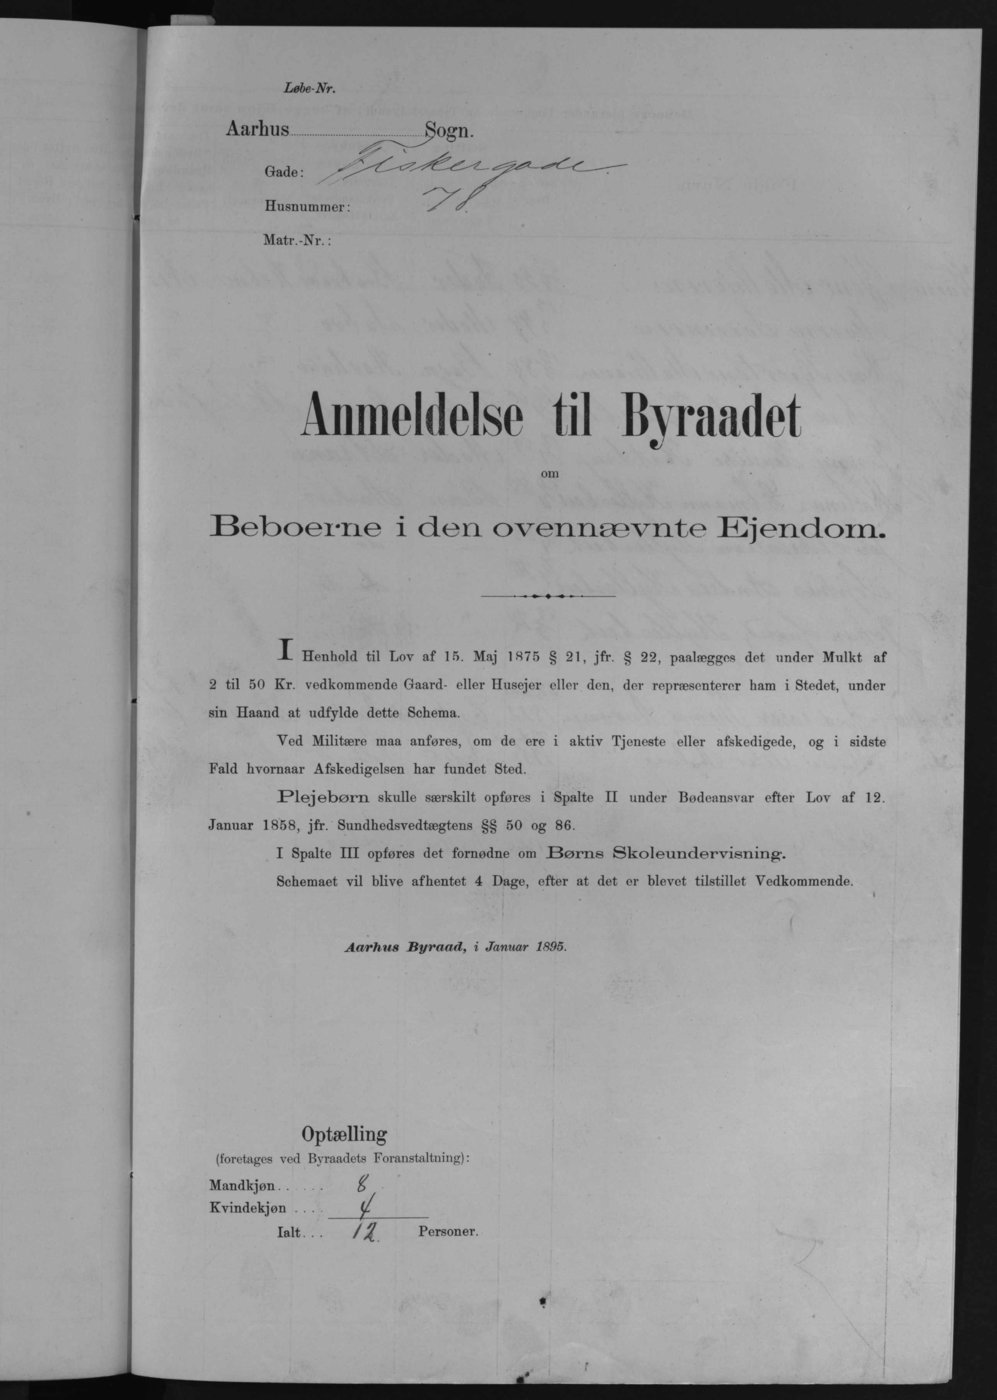 Løbe-Nr.
Aarhus Sogn.
Gade: Fiskergade.
Husnummer: 78.
Matr.-Nr.:
Anmeldelse til Byraadet
om
Beboerne i den ovennævnte Ejendom.
I Henhold til Lov af 15. Maj 1875 § 21, jfr. § 22, paalægges det under Mulkt af
2 til 50 Kr. vedkommende Gaard- eller Husejer eller den, der repræsenterer ham i Stedet, under
sin Haand at udfylde dette Schema.
Ved Militære maa anføres, om de ere i aktiv Tjeneste eller afskedigede, og i sidste
Fald hvornaar Afskedigelsen har fundet Sted.
Plejebørn skulle særskilt opføres i Spalte II under Bødeansvar efter Lov af 12.
Januar 1858, jfr. Sundhedsvedtægtens §§ 50 og 86.
I Spalte III opføres det fornødne om Børns Skoleundervisning.
Schemaet vil blive afhentet 4 Dage, efter at det er blevet tilstillet Vedkommende.
Aarhus Byraad, i Januar 1895.
Optælling
(foretages ved Byraadets Foranstaltning):
Mandkjøn...... 8
Kvindekjøn .... 4
Ialt... 12 Personer.